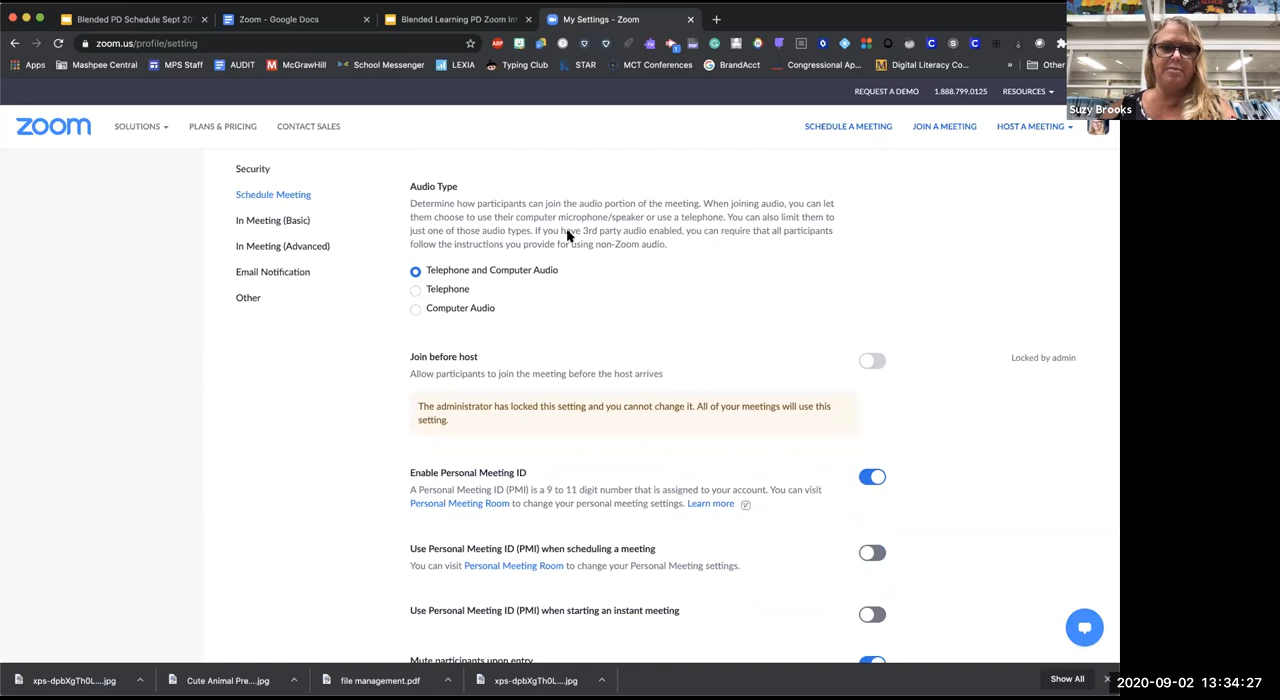 Blended PD Schedule Sept 20
Zoom - Google Docs
Blended Learning PD Zoom Int
My Settings - Zoom
zoom.us/profile/setting
Apps
Mashpee Central
MPS Staff
AUDIT
McGrawHill
School Messenger
LEXIA
Typing Club
STAR
MCT Conferences
BrandAcct
Congressional Ap...
Digital Literacy Co...
»
Other
Suzy Brooks
REQUEST A DEMO
1.888.799.0125
RESOURCES
zoom
SOLUTIONS
PLANS & PRICING
CONTACT SALES
SCHEDULE A MEETING
JOIN A MEETING
HOST A MEETING
Security
Schedule Meeting
In Meeting (Basic)
In Meeting (Advanced)
Email Notification
Other
Audio Type
Determine how participants can join the audio portion of the meeting. When joining audio, you can let
them choose to use their computer microphone/speaker or use a telephone. You can also limit them to
just one of those audio types. If you have 3rd party audio enabled, you can require that all participants
follow the instructions you provide for using non-Zoom audio.
Telephone and Computer Audio
Telephone
Computer Audio
Join before host
Locked by admin
Allow participants to join the meeting before the host arrives
The administrator has locked this setting and you cannot change it. All of your meetings will use this
setting.
Enable Personal Meeting ID
A Personal Meeting ID (PMI) is a 9 to 11 digit number that is assigned to your account. You can visit
Personal Meeting Room to change your personal meeting settings. Learn more
Use Personal Meeting ID (PMI) when scheduling a meeting
You can visit Personal Meeting Room to change your Personal Meeting settings.
Use Personal Meeting ID (PMI) when starting an instant meeting
Mute participants upon entry
xps-dpbXgTh0L....jpg
Cute Animal Pre....jpg
file management.pdf
xps-dpbXgTh0L....jpg
Show All
2020-09-02 13:34:27